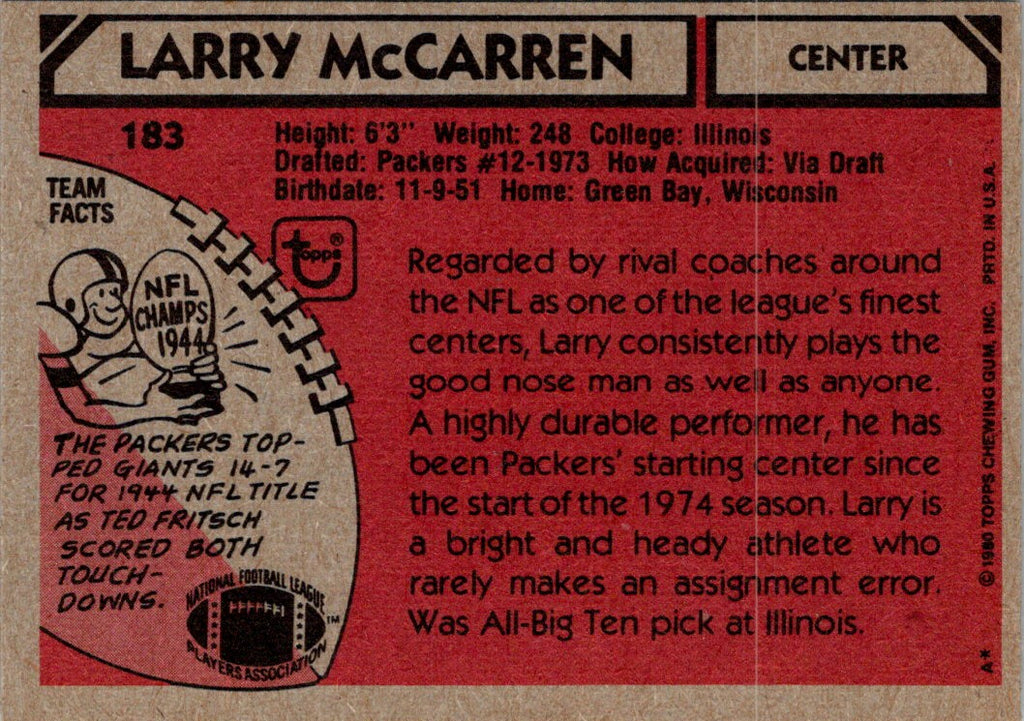 LARRY McCARREN
CENTER
183
Height: 6'3" Weight: 248 College: Illinois
Drafted: Packers #12-1973 How Acquired: Via Draft
Birthdate: 11-9-51 Home: Green Bay, Wisconsin
TEAM
FACTS
NFL
CHAMPS
1944
THE PACKERS TOP-
PED GIANTS 14-7
FOR 1944 NFL TITLE
AS TED FRITSCH
SCORED BOTH
TOUCH-
DOWNS.
NATIONAL FOOTBALL LEAGUE
PLAYERS ASSOCIATION
TM
topps®
Regarded by rival coaches around
the NFL as one of the league's finest
centers, Larry consistently plays the
good nose man as well as anyone.
A highly durable performer, he has
been Packers' starting center since
the start of the 1974 season. Larry is
a bright and heady athlete who
rarely makes an assignment error.
Was All-Big Ten pick at Illinois.
© 1980 TOPPS CHEWING GUM, INC. PRTD. IN U.S.A.
A*